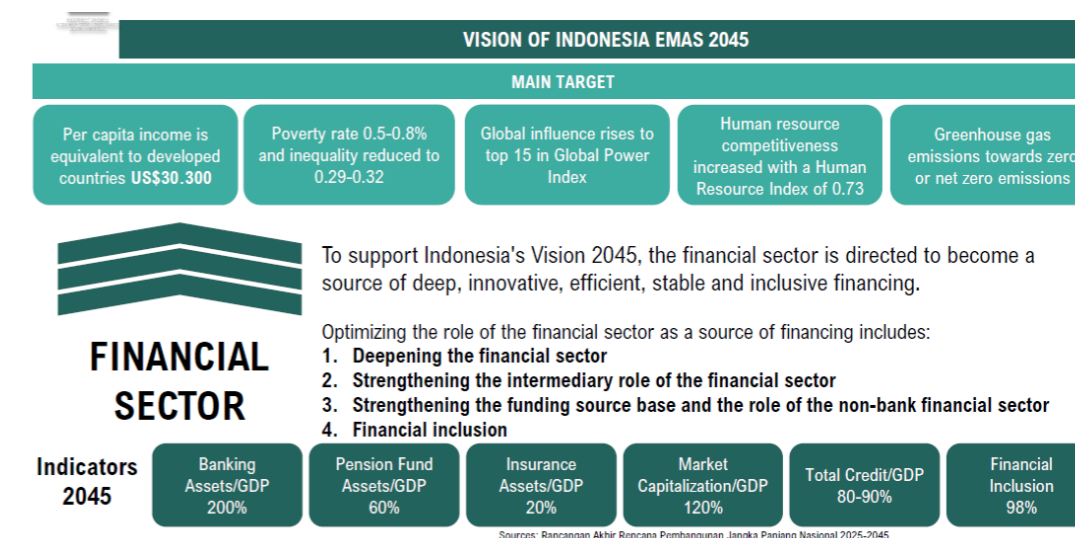 VISION OF INDONESIA EMAS 2045
MAIN TARGET
Per capita income is
equivalent to developed
countries US$30.300
Poverty rate 0.5-0.8%
and inequality reduced to
0.29-0.32
Global influence rises to
top 15 in Global Power
Index
Human resource
competitiveness
increased with a Human
Resource Index of 0.73
Greenhouse gas
emissions towards zero
or net zero emissions
To support Indonesia's Vision 2045, the financial sector is directed to become a
source of deep, innovative, efficient, stable and inclusive financing.
Optimizing the role of the financial sector as a source of financing includes:
1. Deepening the financial sector
2. Strengthening the intermediary role of the financial sector
3. Strengthening the funding source base and the role of the non-bank financial sector
4. Financial inclusion
FINANCIAL
SECTOR
Indicators
2045
Banking
Assets/GDP
200%
Pension Fund
Assets/GDP
60%
Insurance
Assets/GDP
20%
Market
Capitalization/GDP
120%
Total Credit/GDP
80-90%
Financial
Inclusion
98%
Sources: Rancangan Akhir Rencana Pembangunan Jangka Panjang Nasional 2025-2045